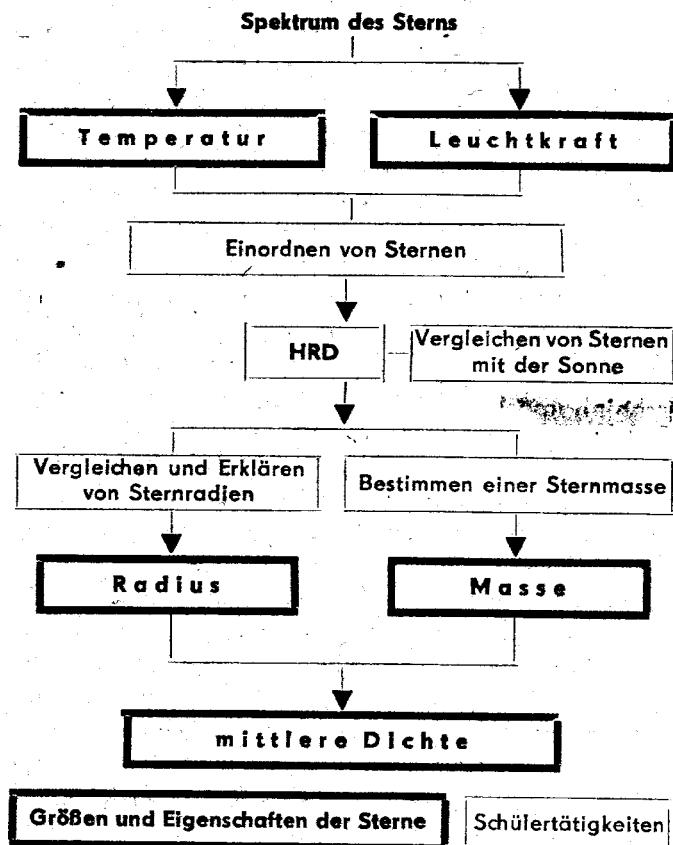 Spektrum des Sterns
Temperatur
Leuchtkraft
Einordnen von Sternen
HRD
Vergleichen von Sternen
mit der Sonne
Vergleichen und Erklären
von Sternradien
Bestimmen einer Sternmasse
Radius
Masse
mittlere Dichte
Größen und Eigenschaften der Sterne
Schülertätigkeiten